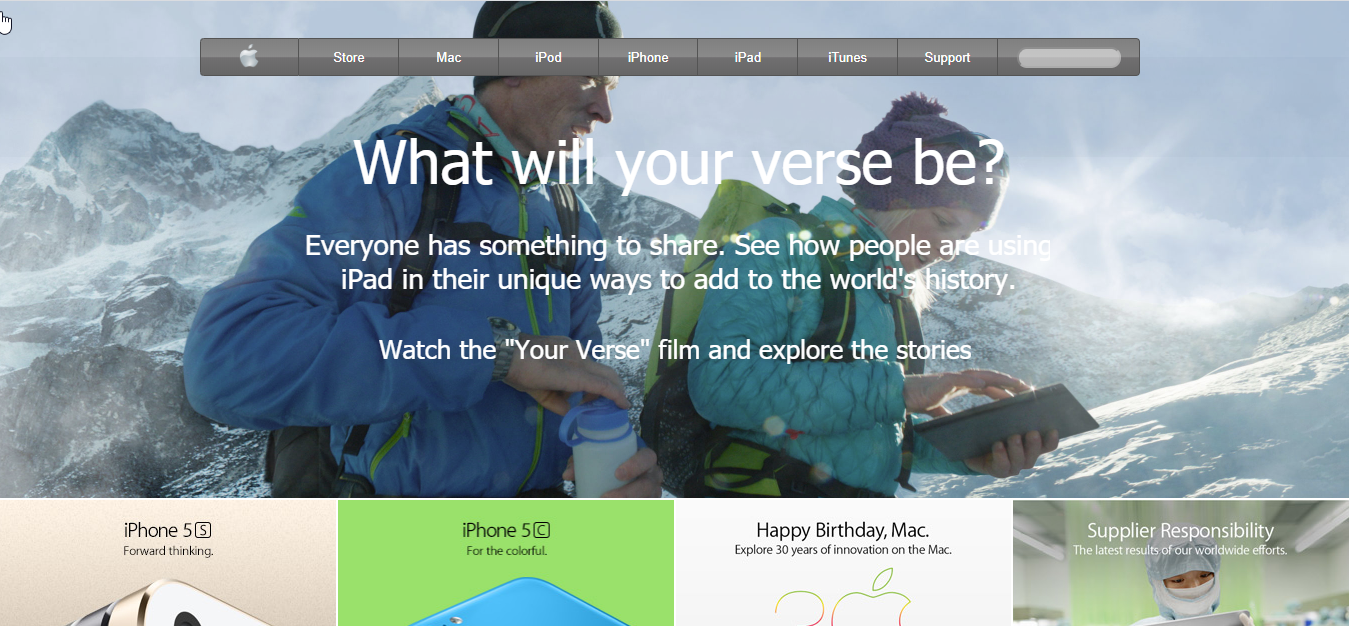 Store Mac iPod iPhone iPad iTunes Support
What will your verse be?
Everyone has something to share. See how people are using
iPad in their unique ways to add to the world's history.
Watch the "Your Verse" film and explore the stories
iPhone 5S
Forward thinking.
iPhone 5C
For the colorful.
Happy Birthday, Mac.
Explore 30 years of innovation on the Mac.
30
Supplier Responsibility
The latest results of our worldwide efforts.